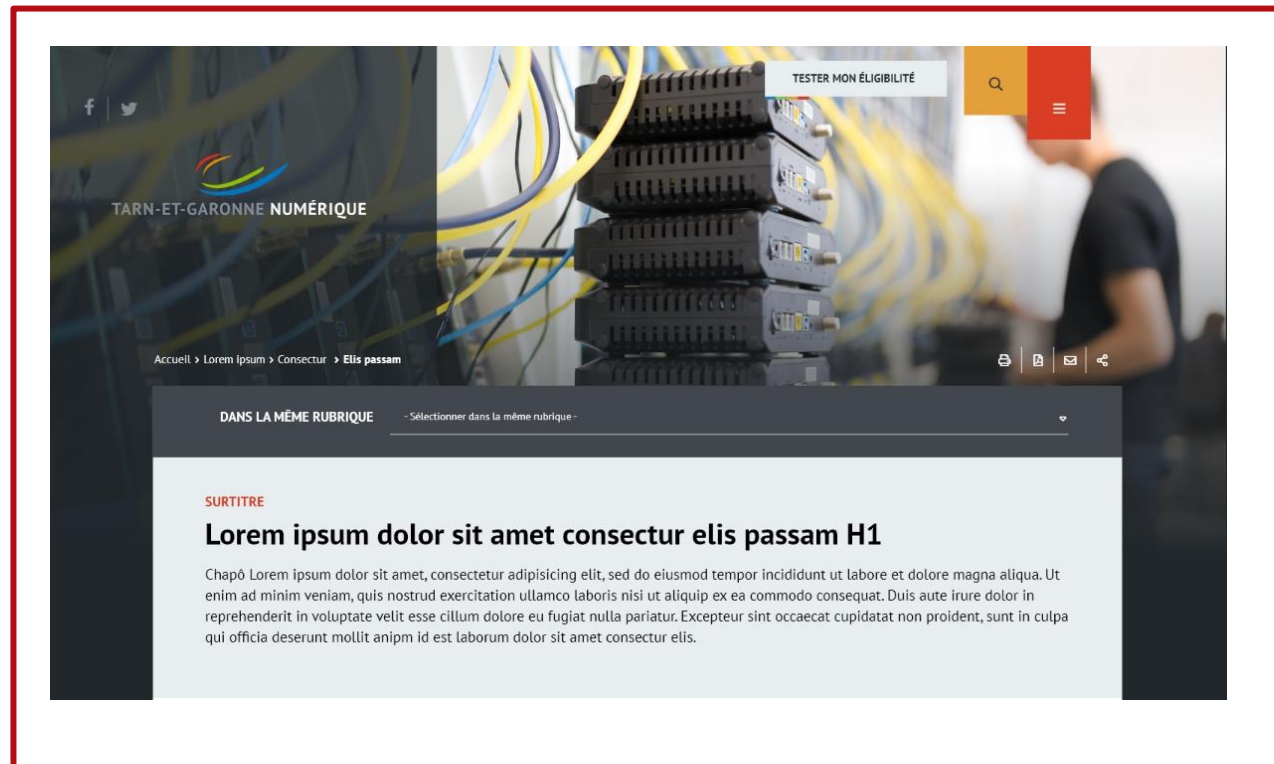 TESTER MON ÉLIGIBILITÉ
TARN-ET-GARONNE NUMÉRIQUE
Accueil > Lorem ipsum > Consectur > Elis passam
DANS LA MÊME RUBRIQUE - Sélectionner dans la même rubrique -
SURTITRE
Lorem ipsum dolor sit amet consectur elis passam H1
Chapô Lorem ipsum dolor sit amet, consectetur adipisicing elit, sed do eiusmod tempor incididunt ut labore et dolore magna aliqua. Ut
enim ad minim veniam, quis nostrud exercitation ullamco laboris nisi ut aliquip ex ea commodo consequat. Duis aute irure dolor in
reprehenderit in voluptate velit esse cillum dolore eu fugiat nulla pariatur. Excepteur sint occaecat cupidatat non proident, sunt in culpa
qui officia deserunt mollit anipm id est laborum dolor sit amet consectur elis.